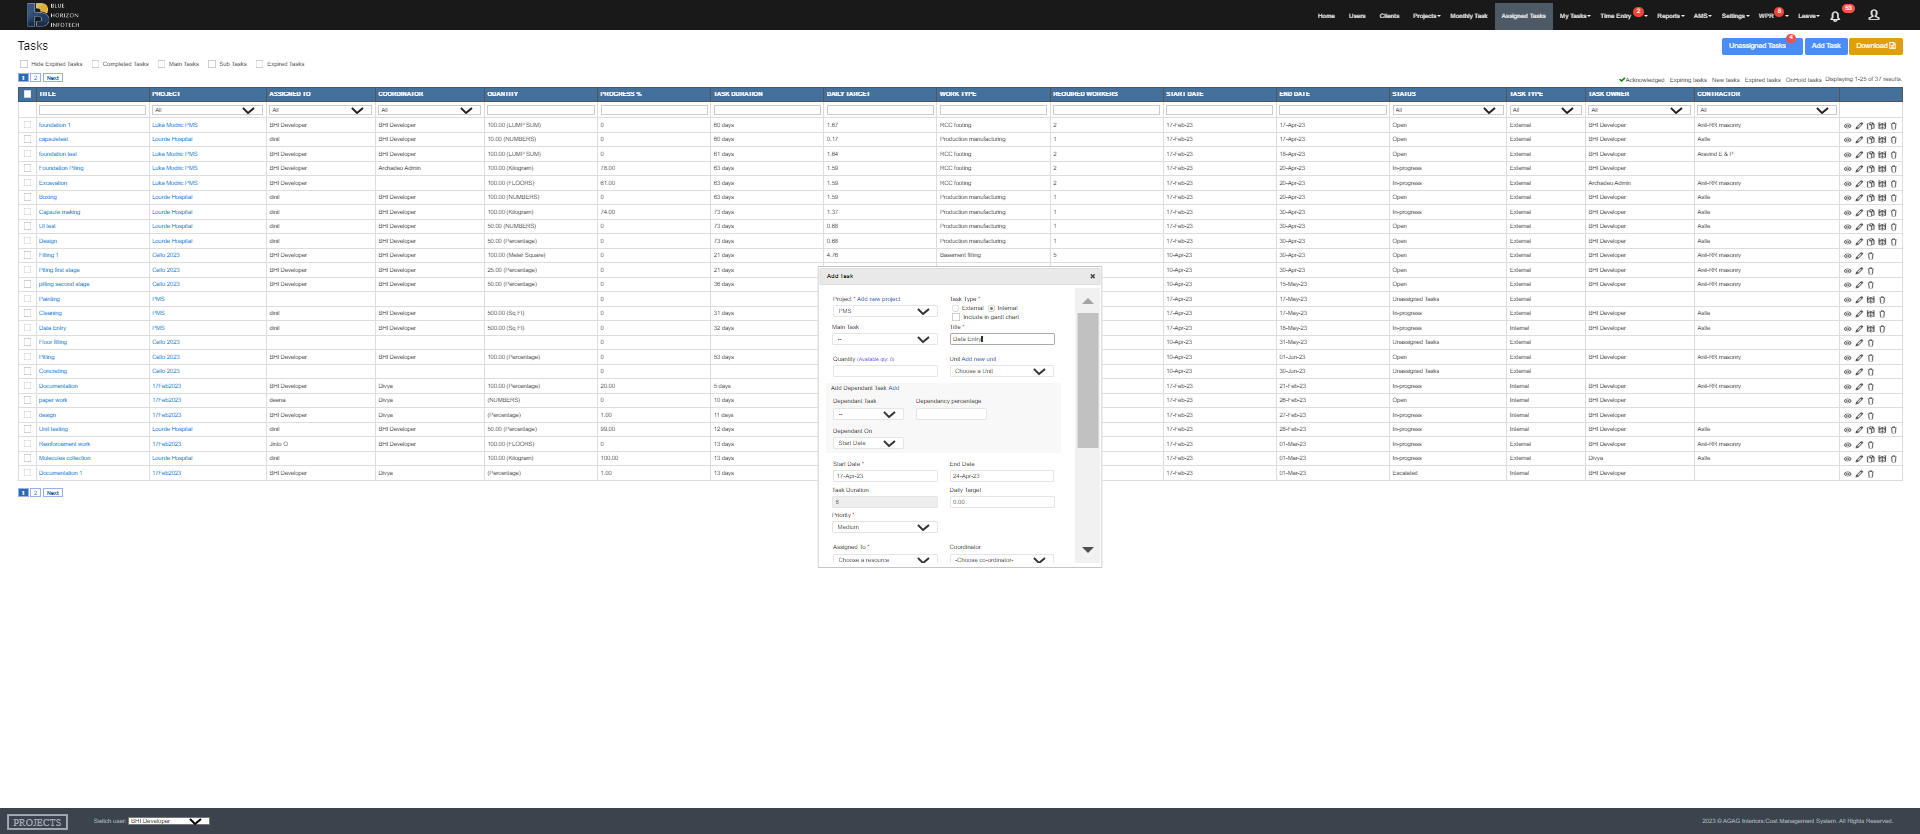 BLUE
HORIZON
INFOTECH
Home Users Clients Projects Monthly Task Assigned Tasks My Tasks Time Entry 2 Reports AMS Settings WPR 8 Leave 53
Tasks
Unassigned Tasks 4 Add Task Download
Hide Expired Tasks Completed Tasks Main Tasks Sub Tasks Expired Tasks
1 2 Next
Acknowledged Expiring tasks New tasks Expired tasks OnHold tasks Displaying 1-25 of 37 results.
TITLE PROJECT ASSIGNED TO COORDINATOR QUANTITY PROGRESS % TASK DURATION DAILY TARGET WORK TYPE REQUIRED WORKERS START DATE END DATE STATUS TASK TYPE TASK OWNER CONTRACTOR
All All All All All All All
foundation 1 Luka Modric PMS BHI Developer BHI Developer 100.00 (LUMP SUM) 0 60 days 1.67 RCC footing 2 17-Feb-23 17-Apr-23 Open External BHI Developer Anti-RR masonry
capsuletest Lourde Hospital dinil BHI Developer 10.00 (NUMBERS) 0 60 days 0.17 Production manufacturing 1 17-Feb-23 17-Apr-23 Open External BHI Developer Aslie
foundation test Luka Modric PMS BHI Developer BHI Developer 100.00 (LUMP SUM) 0 61 days 1.64 RCC footing 2 17-Feb-23 18-Apr-23 Open External BHI Developer Aravind E & P
Foundation Piling Luka Modric PMS BHI Developer Archadeo Admin 100.00 (Kilogram) 78.00 63 days 1.59 RCC footing 2 17-Feb-23 20-Apr-23 In-progress External BHI Developer
Excavation Luka Modric PMS BHI Developer 100.00 (FLOORS) 61.00 63 days 1.59 RCC footing 2 17-Feb-23 20-Apr-23 In-progress External Archadeo Admin Anti-RR masonry
Boxing Lourde Hospital dinil BHI Developer 100.00 (NUMBERS) 0 63 days 1.59 Production manufacturing 1 17-Feb-23 20-Apr-23 Open External BHI Developer Aslie
Capsule making Lourde Hospital dinil BHI Developer 100.00 (Kilogram) 74.00 73 days 1.37 Production manufacturing 1 17-Feb-23 30-Apr-23 In-progress External BHI Developer Aslie
UI test Lourde Hospital dinil BHI Developer 50.00 (NUMBERS) 0 73 days 0.68 Production manufacturing 1 17-Feb-23 30-Apr-23 Open External BHI Developer Aslie
Design Lourde Hospital dinil BHI Developer 50.00 (Percentage) 0 73 days 0.68 Production manufacturing 1 17-Feb-23 30-Apr-23 Open External BHI Developer Aslie
Filling 1 Cello 2023 BHI Developer BHI Developer 100.00 (Meter Square) 0 21 days 4.76 Basement filling 5 10-Apr-23 30-Apr-23 Open External BHI Developer Anti-RR masonry
Piling first stage Cello 2023 BHI Developer BHI Developer 25.00 (Percentage) 0 21 days 10-Apr-23 30-Apr-23 Open External BHI Developer Anti-RR masonry
pilling second stage Cello 2023 BHI Developer BHI Developer 50.00 (Percentage) 0 36 days 10-Apr-23 15-May-23 Open External BHI Developer Anti-RR masonry
Painting PMS 0 17-Apr-23 17-May-23 Unassigned Tasks External
Cleaning PMS BHI Developer BHI Developer 500.00 (Sq Ft) 0 31 days 17-Apr-23 17-May-23 In-progress External BHI Developer Aslie
Data Entry PMS BHI Developer BHI Developer 500.00 (Sq Ft) 0 32 days 17-Apr-23 18-May-23 In-progress Internal BHI Developer Aslie
Floor filling Cello 2023 0 10-Apr-23 31-May-23 Unassigned Tasks External
Pilling Cello 2023 BHI Developer BHI Developer 100.00 (Percentage) 0 53 days 10-Apr-23 01-Jun-23 Open External BHI Developer Anti-RR masonry
Concreting Cello 2023 0 10-Apr-23 30-Jun-23 Unassigned Tasks External
Documentation 17Feb2023 BHI Developer Divya 100.00 (Percentage) 20.00 5 days 17-Feb-23 21-Feb-23 In-progress Internal BHI Developer Anti-RR masonry
paper work 17Feb2023 deena Divya (NUMBERS) 0 10 days 17-Feb-23 26-Feb-23 Open Internal BHI Developer
design 17Feb2023 BHI Developer Divya (Percentage) 1.00 11 days 17-Feb-23 27-Feb-23 In-progress Internal BHI Developer
Unit testing Lourde Hospital dinil BHI Developer 50.00 (Percentage) 99.00 12 days 17-Feb-23 28-Feb-23 In-progress External BHI Developer Aslie
Reinforcement work 17Feb2023 Jinto O BHI Developer 100.00 (FLOORS) 0 13 days 17-Feb-23 01-Mar-23 In-progress External BHI Developer Anti-RR masonry
Molecules collection Lourde Hospital dinil 100.00 (Kilogram) 100.00 13 days 17-Feb-23 01-Mar-23 In-progress External Divya Aslie
Documentation 1 17Feb2023 BHI Developer Divya (Percentage) 1.00 13 days 17-Feb-23 01-Mar-23 Escalated Internal BHI Developer
1 2 Next
Add Task
Project * Add new project Task Type *
PMS External Internal
Include in gantt chart
Main Task Title *
-- Data Entry
Quantity (Available qty: 0) Unit Add new unit
Choose a Unit
Add Dependant Task Add
Dependant Task Dependancy percentage
--
Dependant On
Start Date
Start Date * End Date
17-Apr-23 24-Apr-23
Task Duration Daily Target
8 0.00
Priority *
Medium
Assigned To * Coordinator
Choose a resource -Choose co-ordinator-
PROJECTS Switch user: BHI Developer
2023 © AGAG Interiors:Cost Management System. All Rights Reserved.